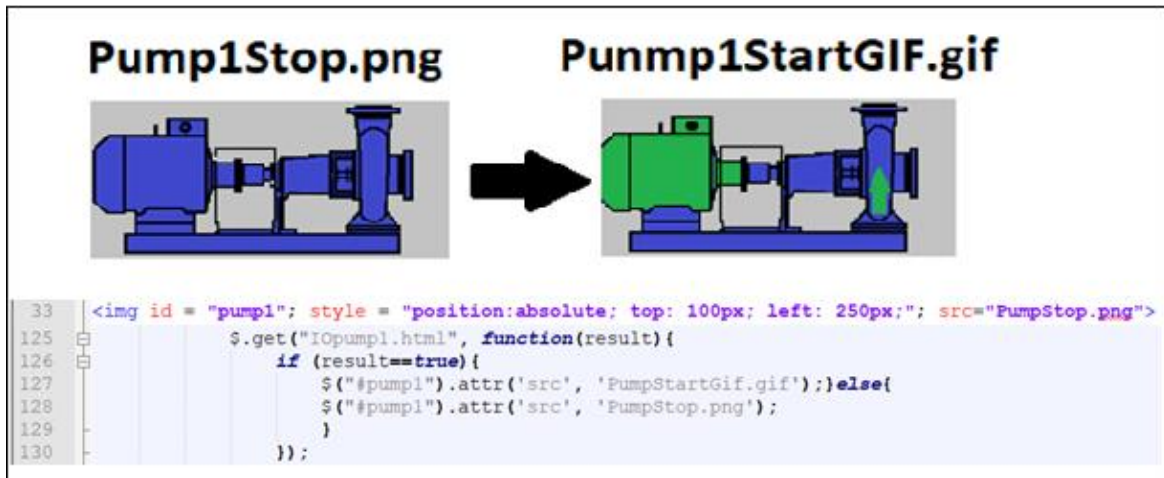 Pump1Stop.png
Punmp1StartGIF.gif
33 <img id = "pump1"; style = "position:absolute; top: 100px; left: 250px;"; src="PumpStop.png">
125 $.get("IOpump1.html", function(result){
126 if (result==true){
127 $("#pump1").attr('src', 'PumpStartGif.gif');}else{
128 $("#pump1").attr('src', 'PumpStop.png');
129 }
130 });